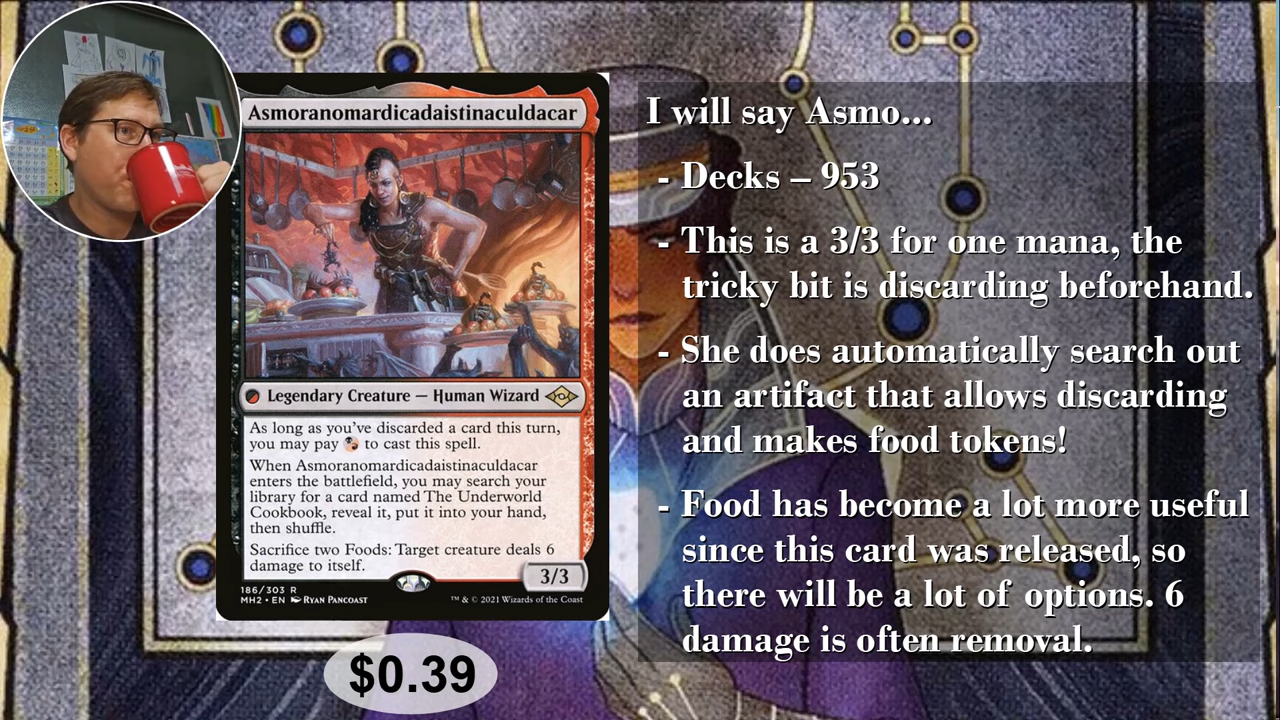 Asmoranomardicadaistinaculdacar
Legendary Creature — Human Wizard
As long as you've discarded a card this turn,
you may pay to cast this spell.
When Asmoranomardicadaistinaculdacar
enters the battlefield, you may search your
library for a card named The Underworld
Cookbook, reveal it, put it into your hand,
then shuffle.
Sacrifice two Foods: Target creature deals 6
damage to itself.
3/3
186/303 R
MH2 • EN Ryan Pancoast
™ & © 2021 Wizards of the Coast
$0.39
I will say Asmo...
- Decks – 953
- This is a 3/3 for one mana, the
tricky bit is discarding beforehand.
- She does automatically search out
an artifact that allows discarding
and makes food tokens!
- Food has become a lot more useful
since this card was released, so
there will be a lot of options. 6
damage is often removal.